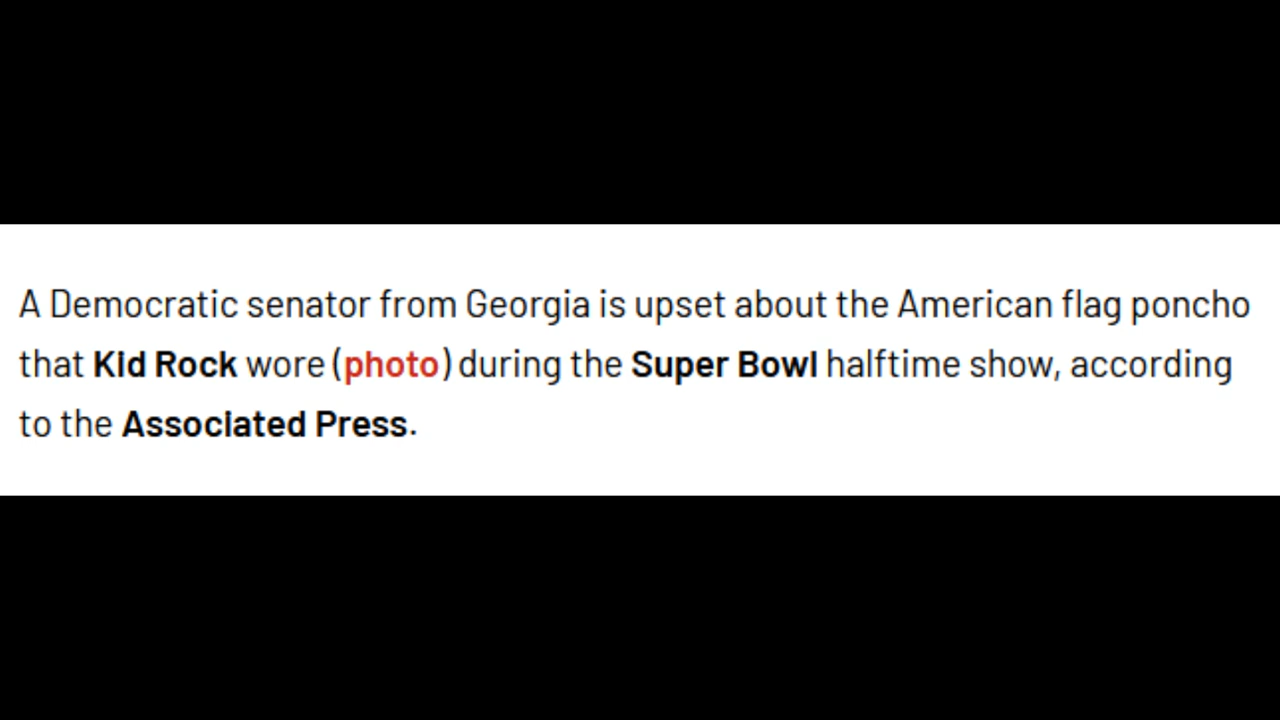 A Democratic senator from Georgia is upset about the American flag poncho
that Kid Rock wore (photo) during the Super Bowl halftime show, according
to the Associated Press.